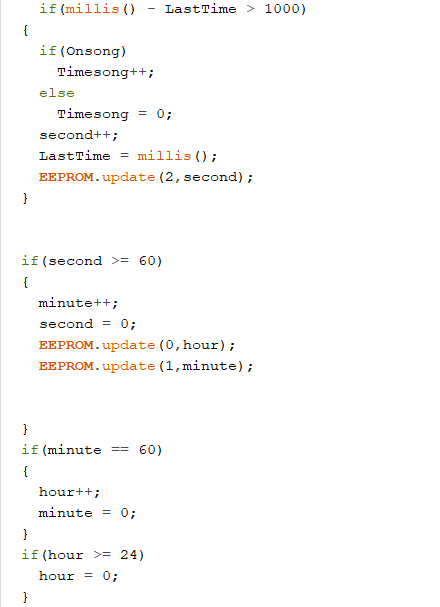 if(millis() - LastTime > 1000)
{
if(Onsong)
Timesong++;
else
Timesong = 0;
second++;
LastTime = millis();
EEPROM.update(2,second);
}
if(second >= 60)
{
minute++;
second = 0;
EEPROM.update(0,hour);
EEPROM.update(1,minute);
}
if(minute == 60)
{
hour++;
minute = 0;
}
if(hour >= 24)
hour = 0;
}